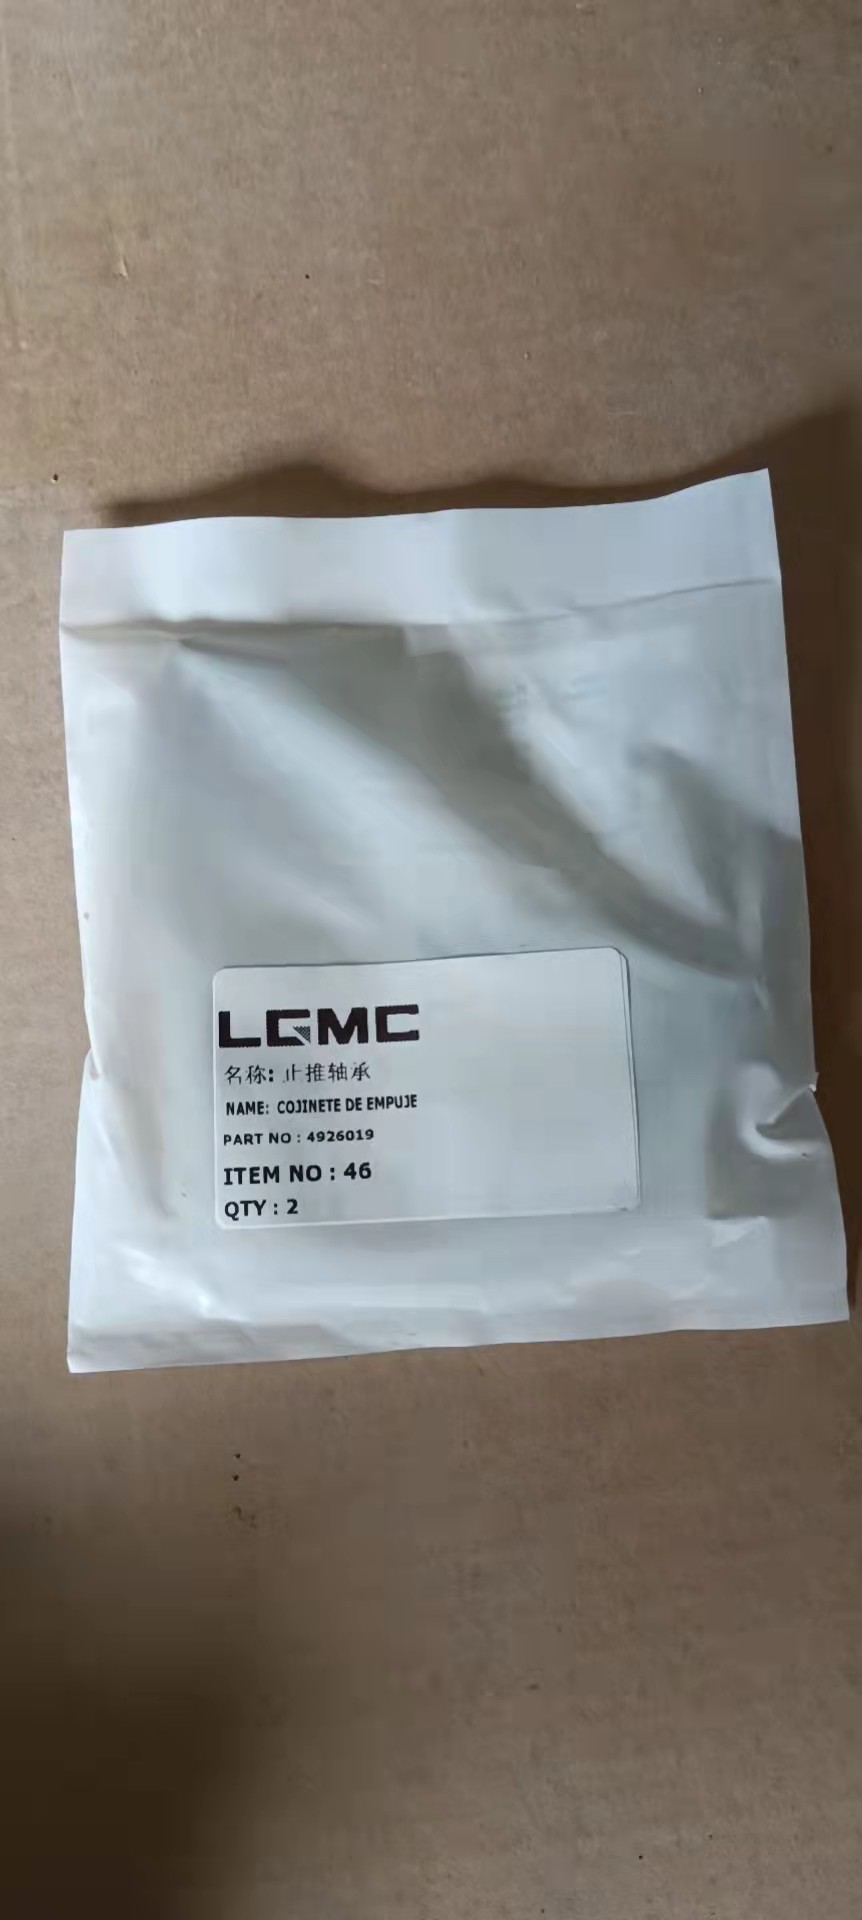 LGMC
名称: 止推轴承
NAME: COJINETE DE EMPUJE
PART NO : 4926019
ITEM NO : 46
QTY : 2